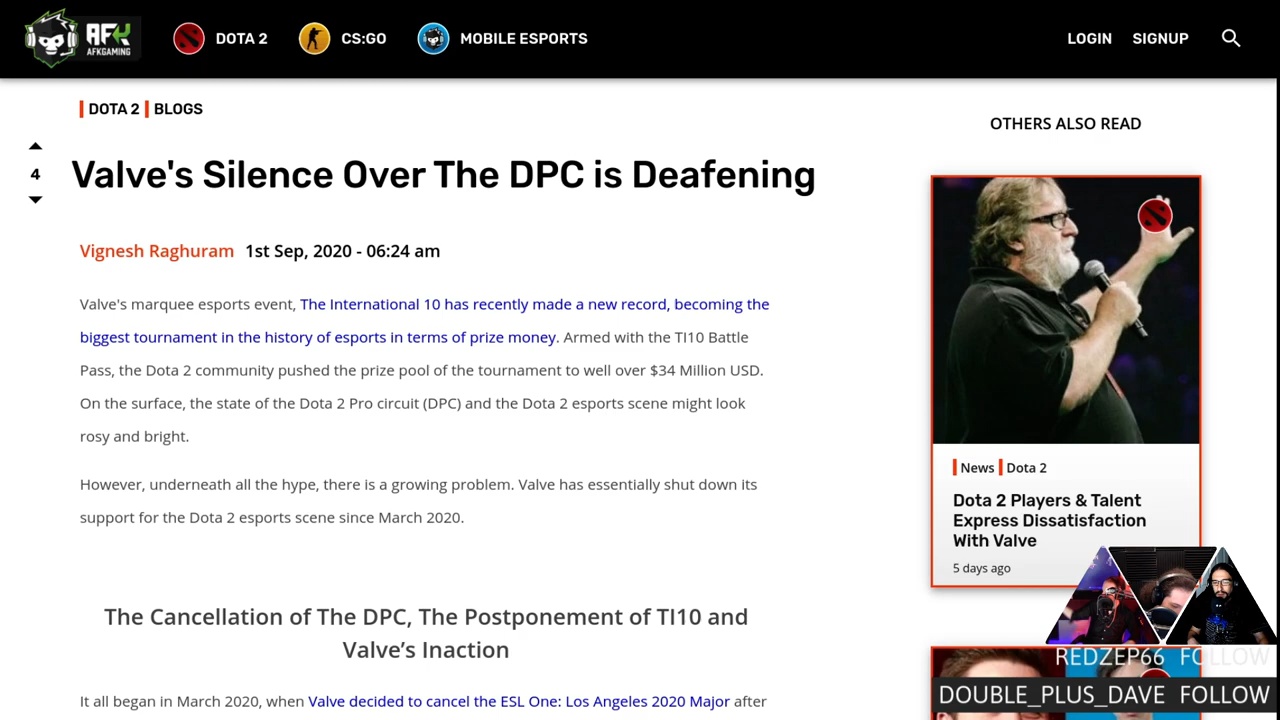 AFK
AFKGAMING
DOTA 2
CS:GO
MOBILE ESPORTS
LOGIN
SIGNUP
DOTA 2
BLOGS
4
Valve's Silence Over The DPC is Deafening
Vignesh Raghuram 1st Sep, 2020 - 06:24 am
Valve's marquee esports event, The International 10 has recently made a new record, becoming the
biggest tournament in the history of esports in terms of prize money. Armed with the TI10 Battle
Pass, the Dota 2 community pushed the prize pool of the tournament to well over $34 Million USD.
On the surface, the state of the Dota 2 Pro circuit (DPC) and the Dota 2 esports scene might look
rosy and bright.
However, underneath all the hype, there is a growing problem. Valve has essentially shut down its
support for the Dota 2 esports scene since March 2020.
The Cancellation of The DPC, The Postponement of TI10 and
Valve’s Inaction
It all began in March 2020, when Valve decided to cancel the ESL One: Los Angeles 2020 Major after
OTHERS ALSO READ
News
Dota 2
Dota 2 Players & Talent
Express Dissatisfaction
With Valve
5 days ago
REDZEP66 FOLLOW
DOUBLE_PLUS_DAVE FOLLOW